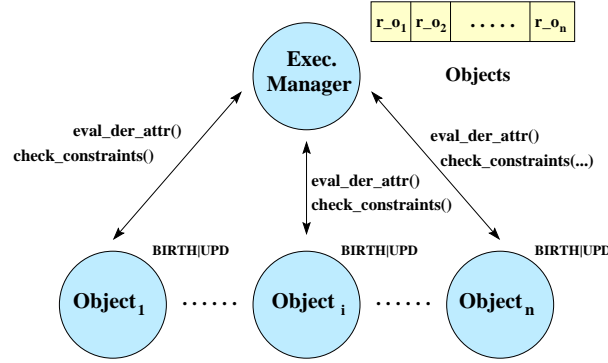 r_o1 r_o2 ..... r_on
Exec.
Manager
Objects
eval_der_attr()
check_constraints()
eval_der_attr()
check_constraints()
eval_der_attr()
check_constraints(...)
BIRTH|UPD
BIRTH|UPD
BIRTH|UPD
Object1 ...... Object i ...... Object n